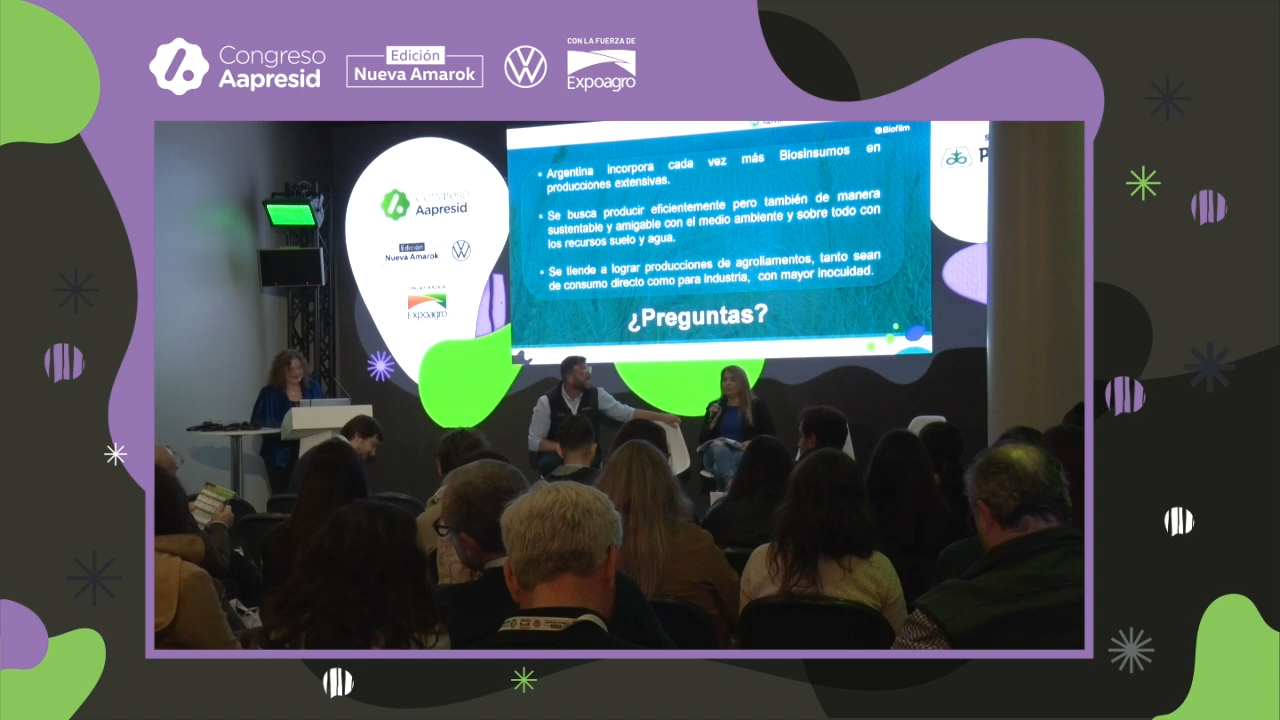 Congreso
Aapresid
Edición
Nueva Amarok
CON LA FUERZA DE
Expoagro
Congreso
Aapresid
Edición
Nueva Amarok
Expoagro
Biofilm
• Argentina incorpora cada vez más Biosinsumos en
producciones extensivas.
• Se busca producir eficientemente pero también de manera
sustentable y amigable con el medio ambiente y sobre todo con
los recursos suelo y agua.
• Se tiende a lograr producciones de agroliamentos, tanto sean
de consumo directo como para industria, con mayor inocuidad.
¿Preguntas?
P